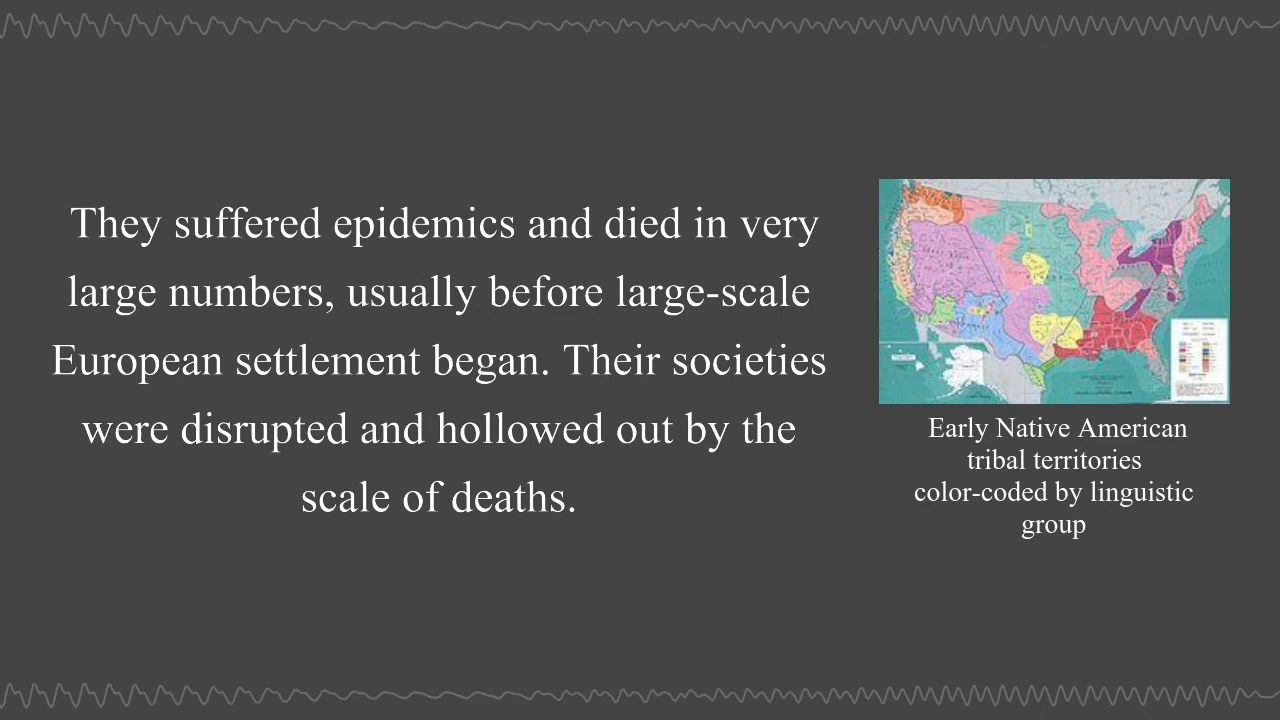 They suffered epidemics and died in very
large numbers, usually before large-scale
European settlement began. Their societies
were disrupted and hollowed out by the
scale of deaths.
Early Native American
tribal territories
color-coded by linguistic
group